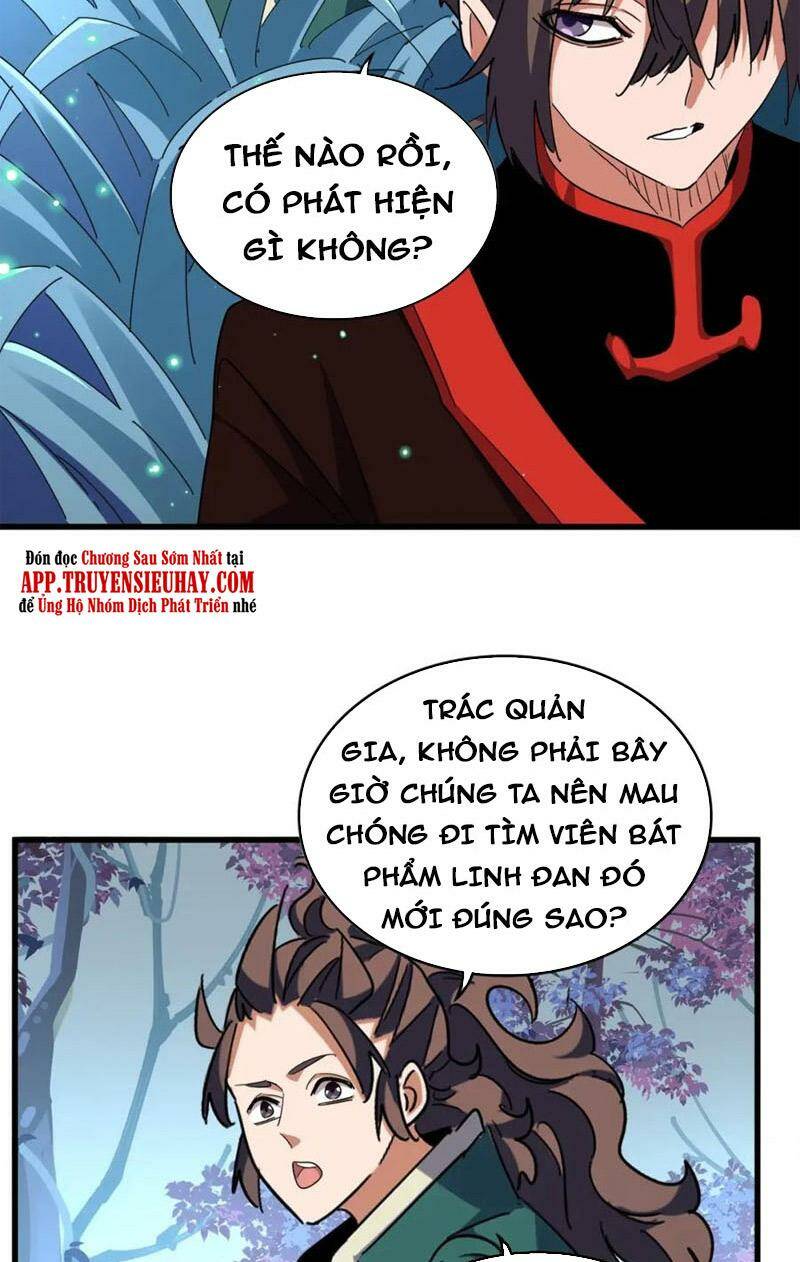 THẾ NÀO RỒI,
CÓ PHÁT HIỆN
GÌ KHÔNG?
Đón đọc Chương Sau Sớm Nhất tại
APP.TRUYENSIEUHAY.COM
để Ủng Hộ Nhóm Dịch Phát Triển nhé
TRÁC QUẢN
GIA, KHÔNG PHẢI BÂY
GIỜ CHÚNG TA NÊN MAU
CHÓNG ĐI TÌM VIÊN BÁT
PHẨM LINH ĐAN ĐÓ
MỚI ĐÚNG SAO?